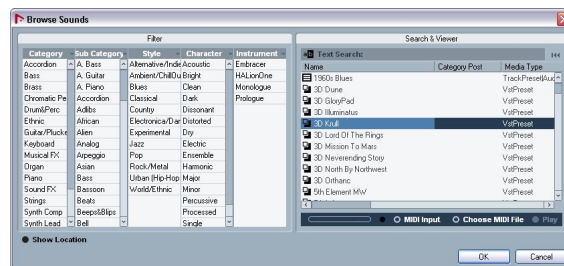 Browse Sounds
Filter
Category Sub Category Style Character Instrument
Accordion A. Bass Alternative/Indie Acoustic Embracer
Bass A. Guitar Ambient/ChillOu Bright HALionOne
Brass A. Piano Blues Clean Monologue
Chromatic Pe Accordion Classical Dark Prologue
Drum&Perc Adlibs Country Dissonant
Ethnic African Electronica/Dar Distorted
Guitar/Plucke Alien Experimental Dry
Keyboard Analog Jazz Electric
Musical FX Arpeggio Pop Ensemble
Organ Asian Rock/Metal Harmonic
Piano Bass Urban (Hip-Hop Major
Sound FX Bassoon World/Ethnic Minor
Strings Beats Percussive
Synth Comp Beeps&Blips Processed
Synth Lead Bell Single
Show Location
Search & Viewer
Text Search:
Name Category Post Media Type
1960s Blues TrackPreset|Aud
3D Dune VstPreset
3D GloryPad VstPreset
3D Illuminatus VstPreset
3D Krull VstPreset
3D Lord Of The Rings VstPreset
3D Mission To Mars VstPreset
3D Neverending Story VstPreset
3D North By Northwest VstPreset
3D Orthanc VstPreset
5th Element MW VstPreset
MIDI Input Choose MIDI File Play
OK Cancel